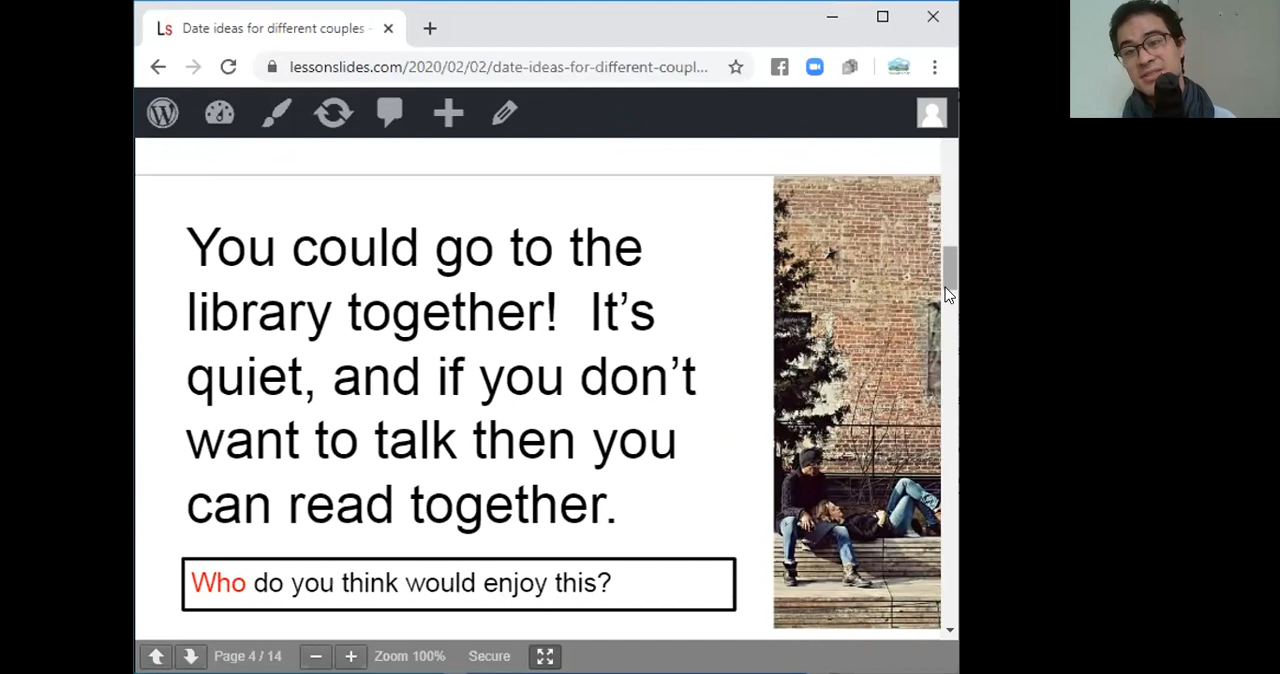 Ls Date ideas for different couples -
lessonslides.com/2020/02/02/date-ideas-for-different-coupl...
You could go to the
library together! It's
quiet, and if you don't
want to talk then you
can read together.
Who do you think would enjoy this?
Page 4 / 14 Zoom 100% Secure